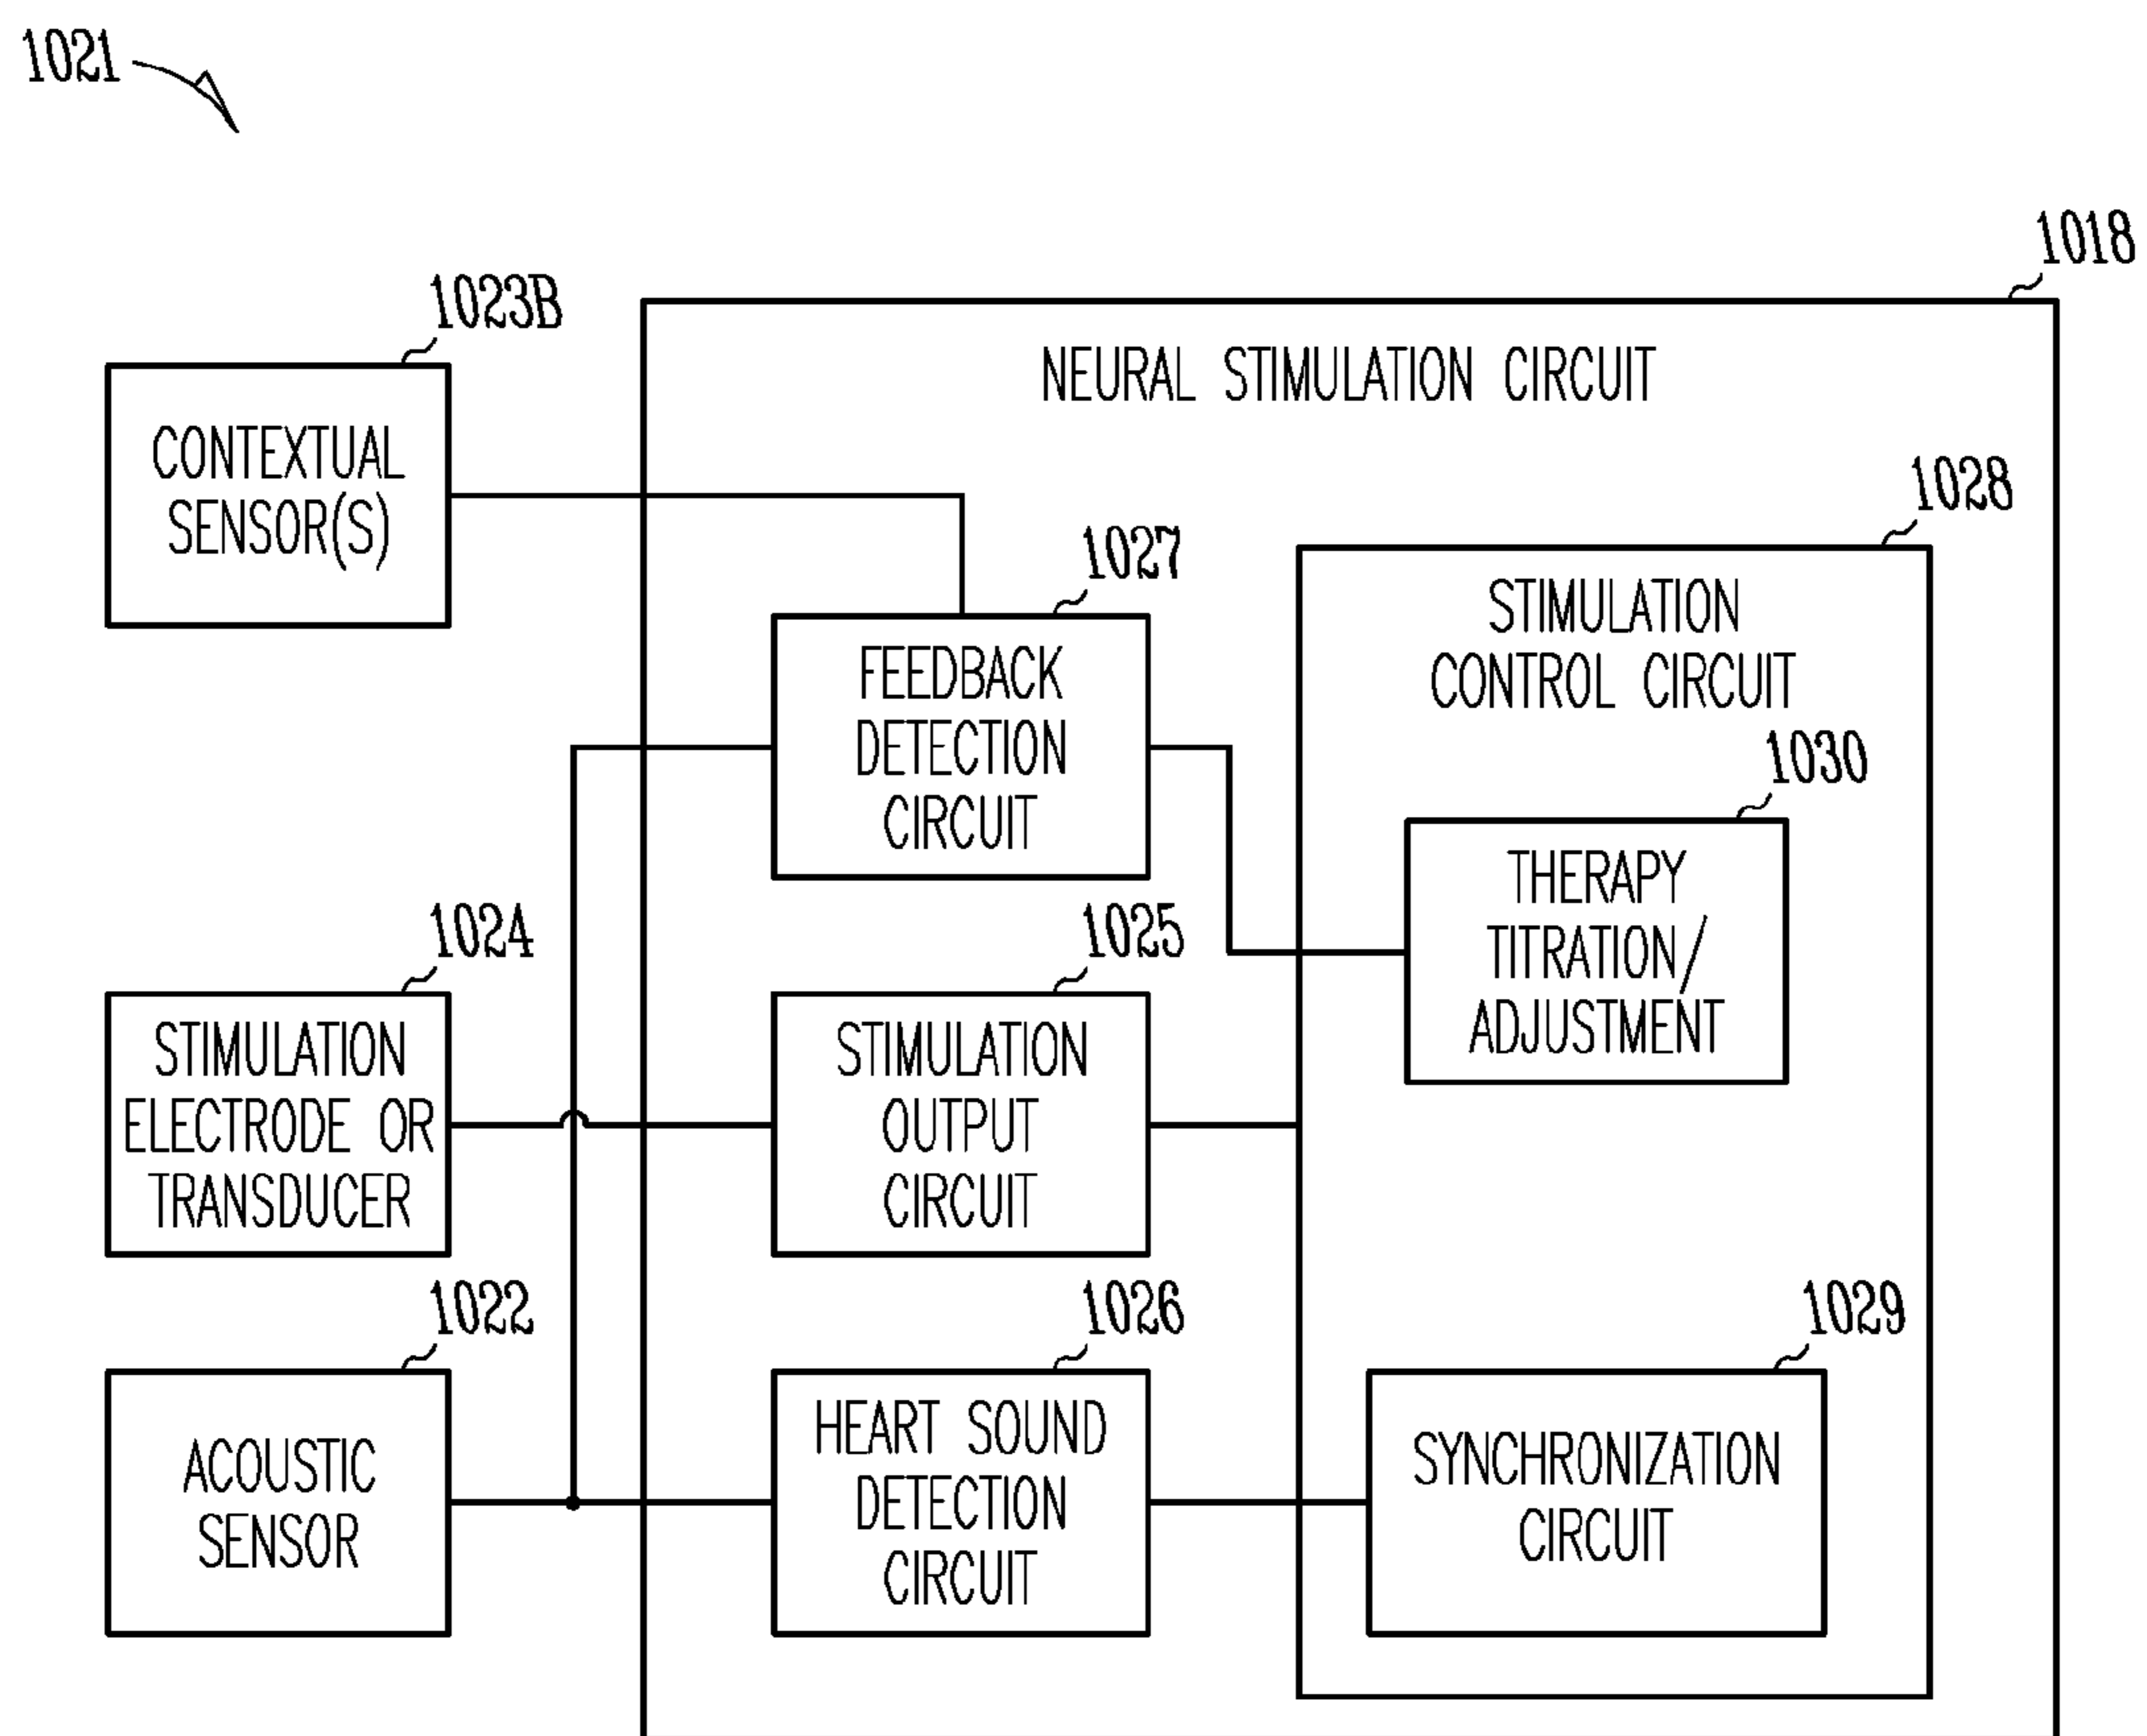 1021
1018
NEURAL STIMULATION CIRCUIT
1023B
CONTEXTUAL
SENSOR(S)
1027
FEEDBACK
DETECTION
CIRCUIT
1028
STIMULATION
CONTROL CIRCUIT
1030
THERAPY
TITRATION/
ADJUSTMENT
1024
STIMULATION
ELECTRODE OR
TRANSDUCER
1025
STIMULATION
OUTPUT
CIRCUIT
1022
ACOUSTIC
SENSOR
1026
HEART SOUND
DETECTION
CIRCUIT
1029
SYNCHRONIZATION
CIRCUIT